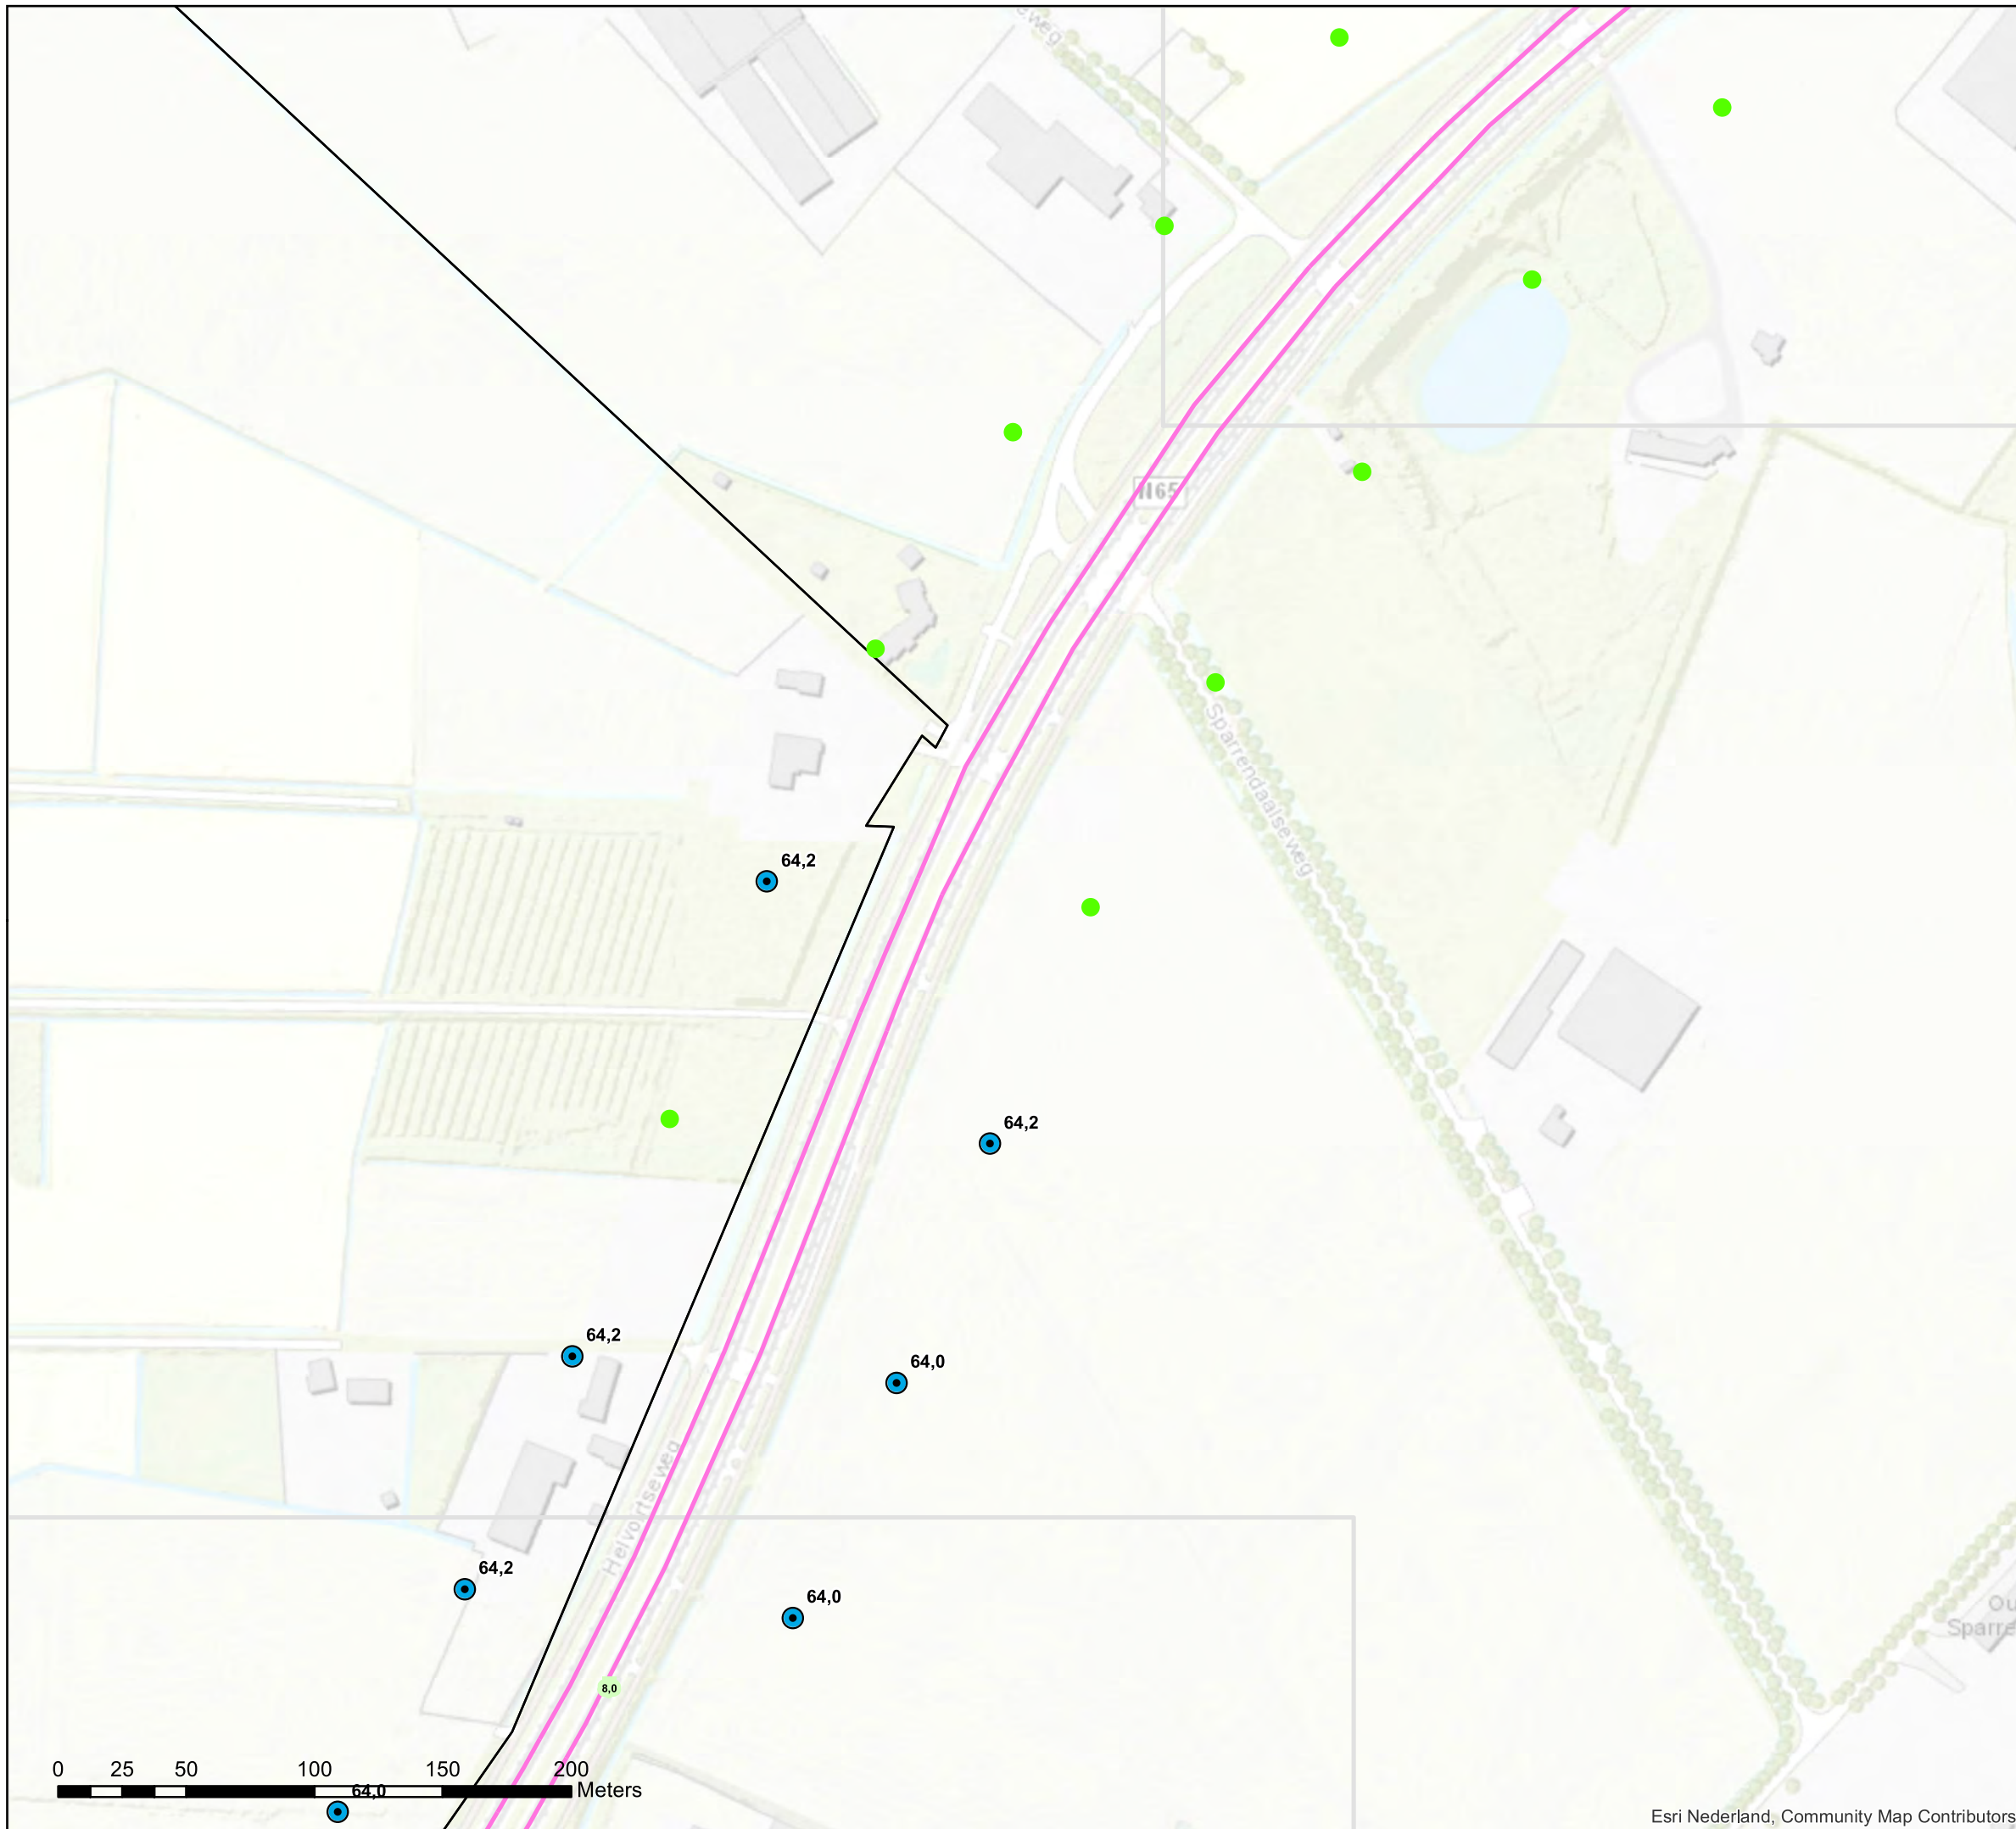 N65
Sparrendaalseweg
64,2
64,2
64,2
64,0
Helvoirtseweg
64,2
64,0
8,0
Sparre
0 25 50 100 150 200
Meters
64,0
Esri Nederland, Community Map Contributors